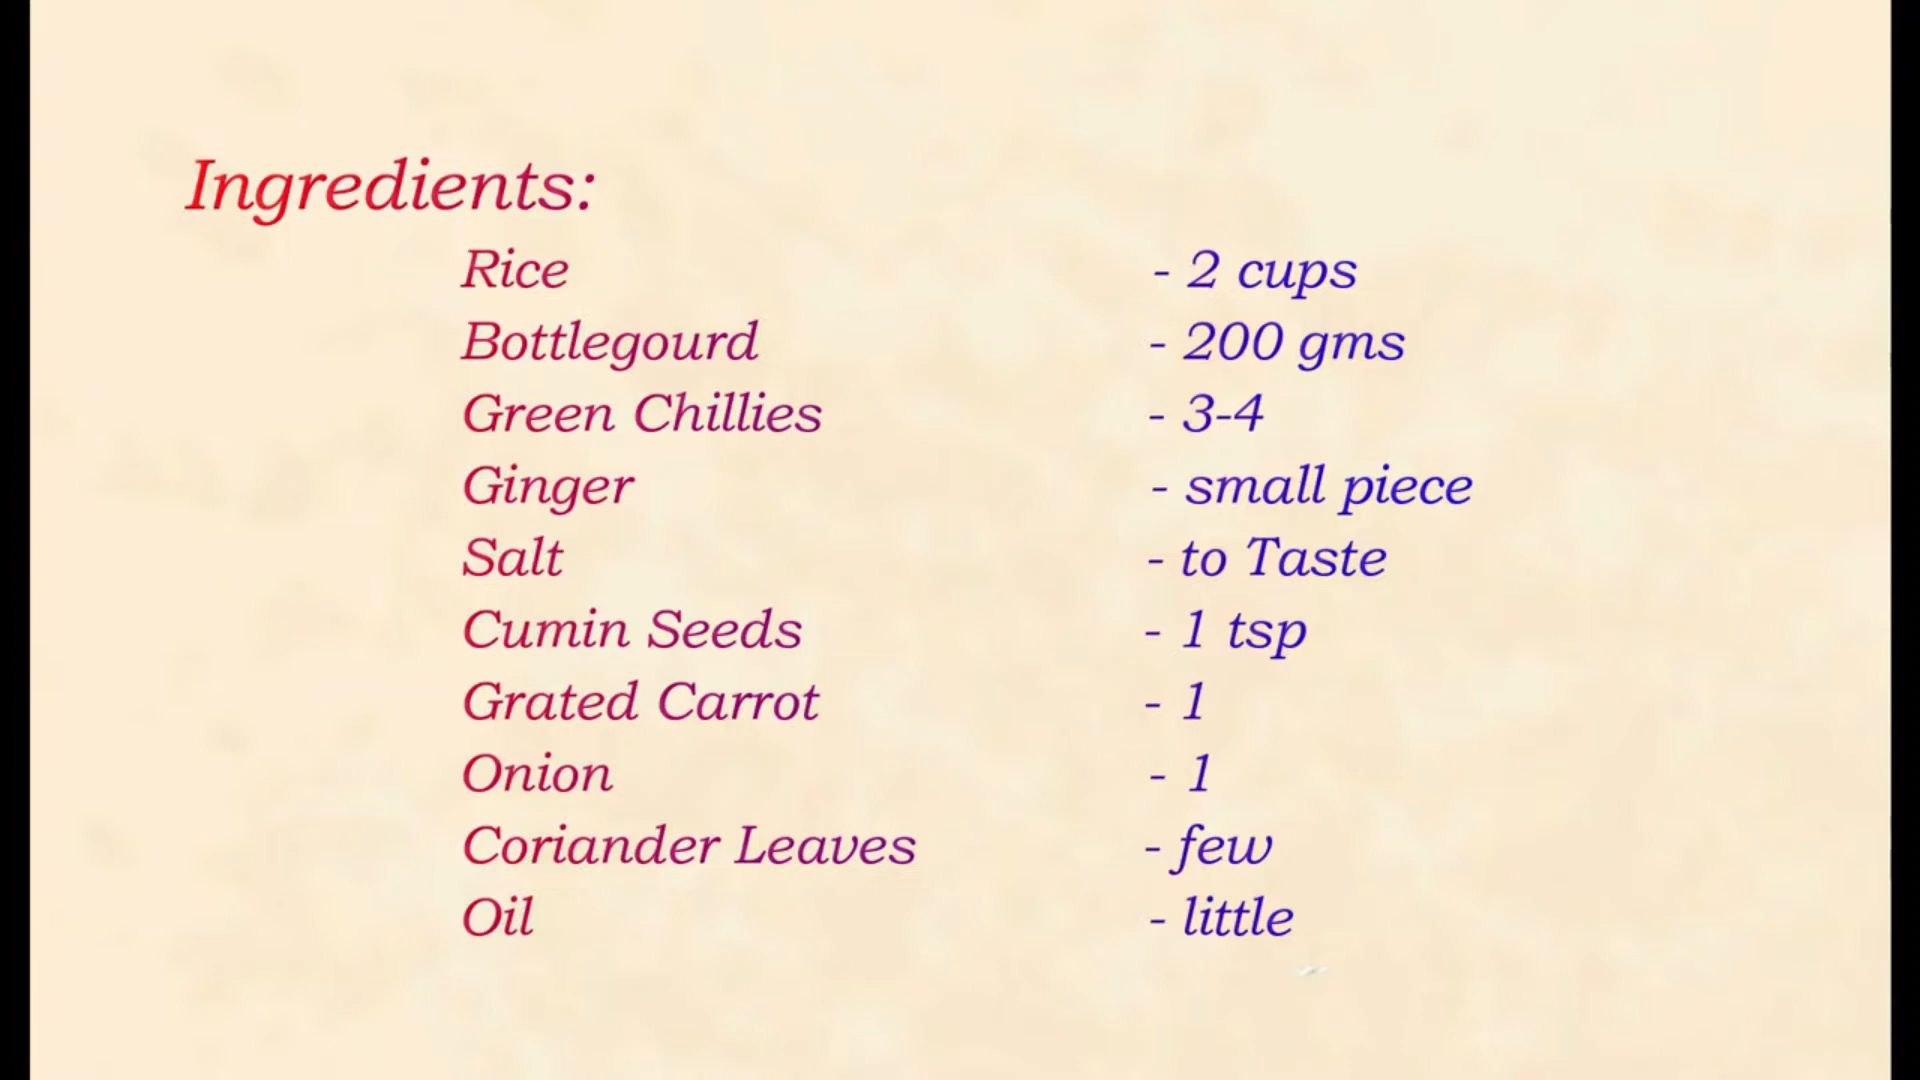 Ingredients:
Rice - 2 cups
Bottlegourd - 200 gms
Green Chillies - 3-4
Ginger - small piece
Salt - to Taste
Cumin Seeds - 1 tsp
Grated Carrot - 1
Onion - 1
Coriander Leaves - few
Oil - little